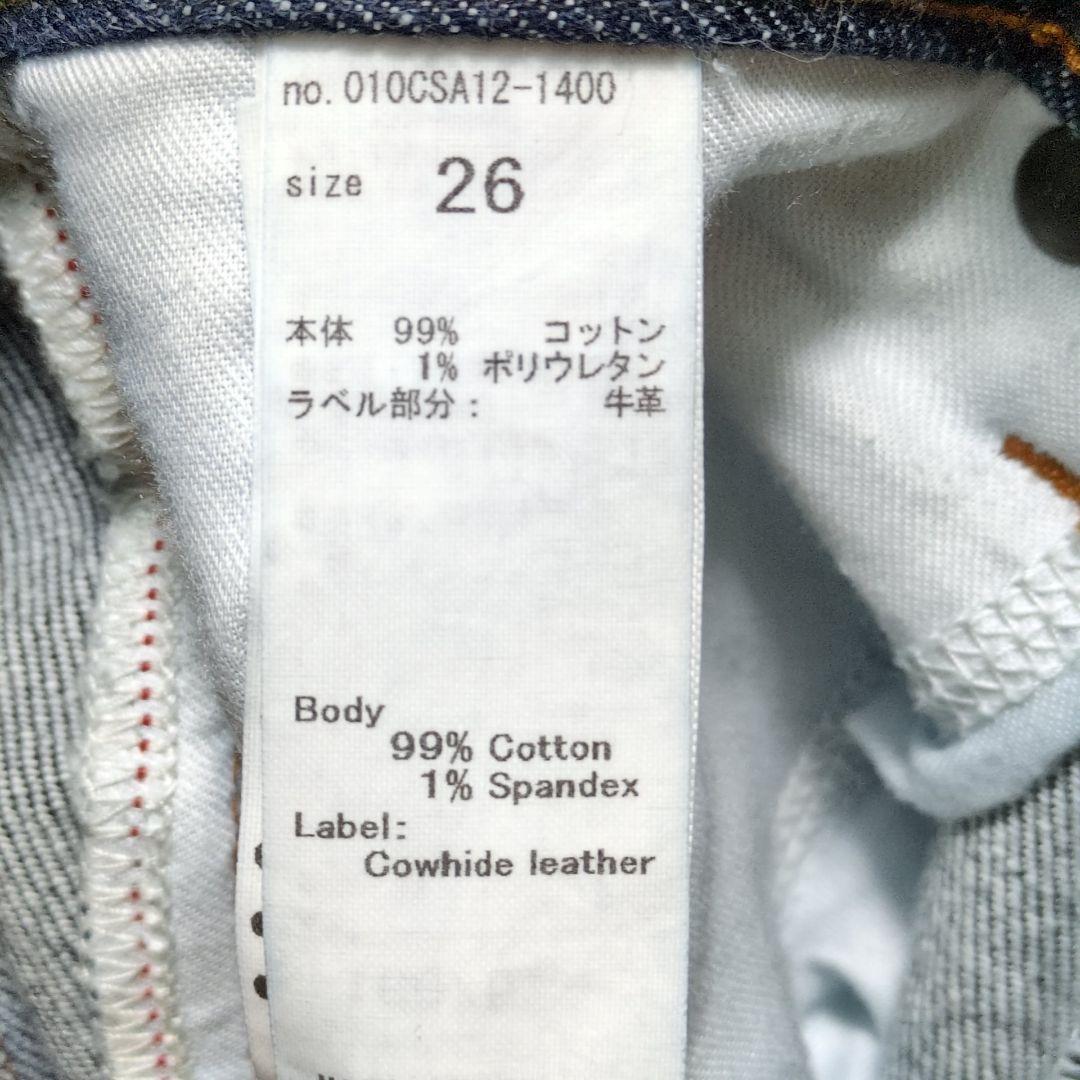 no. 010CSA12-1400
size 26
本体 99% コットン
1% ポリウレタン
ラベル部分: 牛革
Body
99% Cotton
1% Spandex
Label:
Cowhide leather